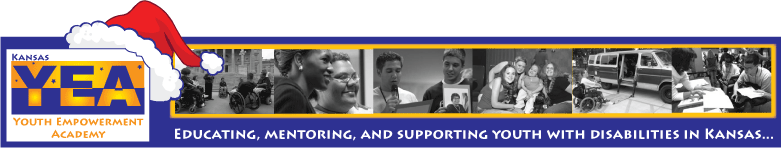 Kansas
YEA
Youth Empowerment
Academy
Educating, mentoring, and supporting youth with disabilities in Kansas...